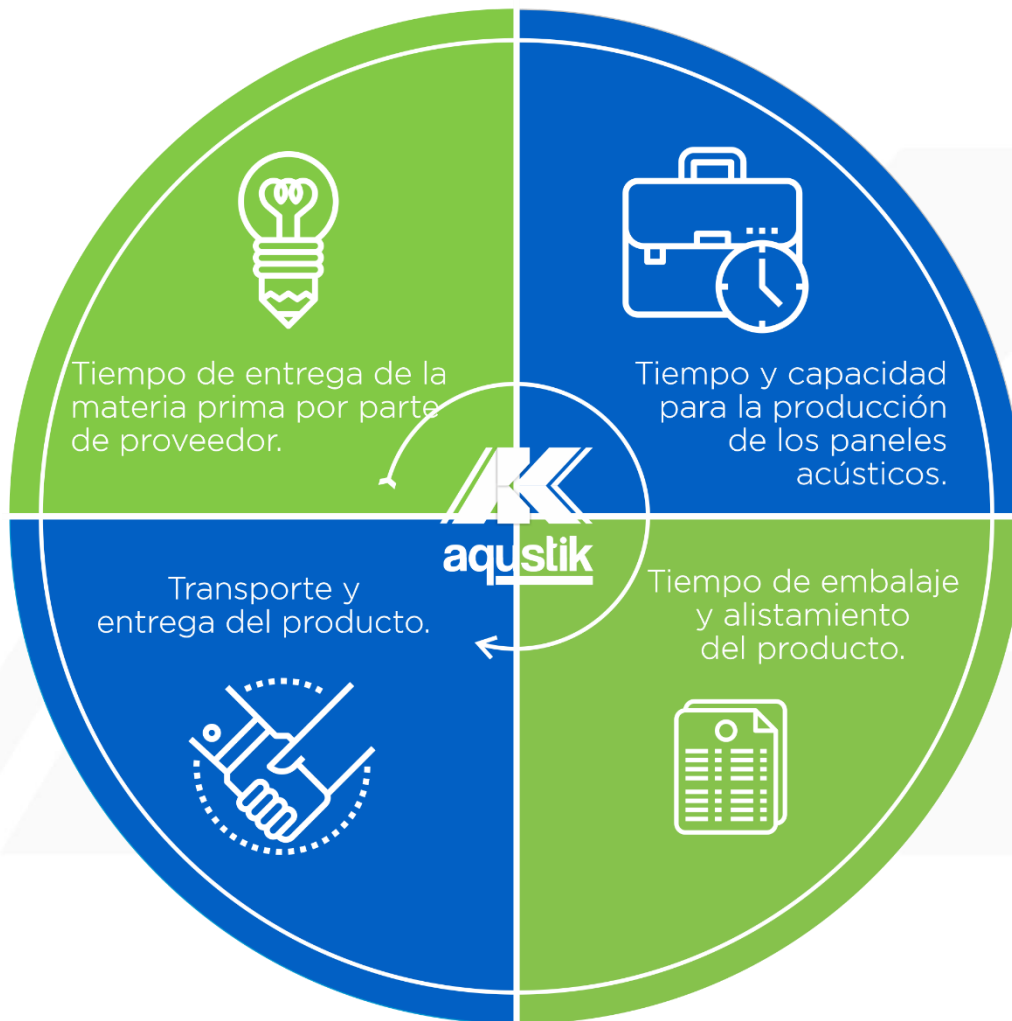 Tiempo de entrega de la
materia prima por parte
de proveedor.
Tiempo y capacidad
para la producción
de los paneles
acústicos.
AK
aqustik
Tiempo de embalaje
y alistamiento
del producto.
Transporte y
entrega del producto.